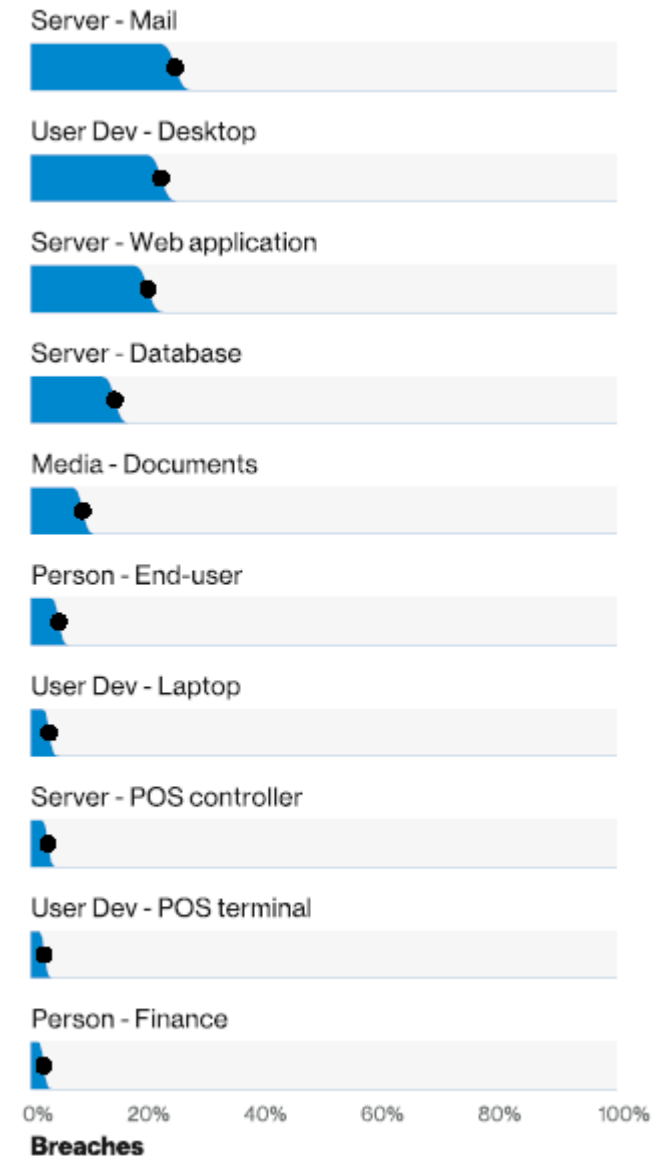 Server - Mail
User Dev - Desktop
Server - Web application
Server - Database
Media - Documents
Person - End-user
User Dev - Laptop
Server - POS controller
User Dev - POS terminal
Person - Finance
0% 20% 40% 60% 80% 100%
Breaches